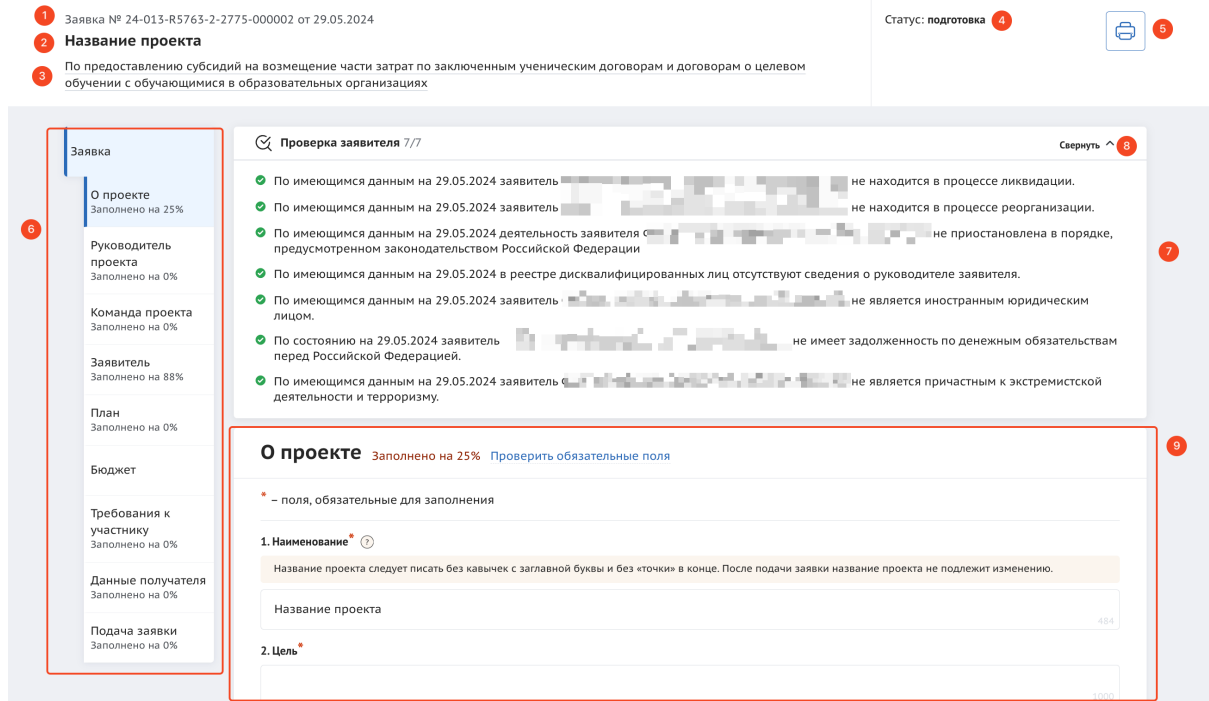 1
Заявка № 24-013-R5763-2-2775-000002 от 29.05.2024
2
Название проекта
3
По предоставлению субсидий на возмещение части затрат по заключенным ученическим договорам и договорам о целевом
обучении с обучающимися в образовательных организациях
Статус: подготовка
4
5
6
Заявка
О проекте
Заполнено на 25%
Руководитель
проекта
Заполнено на 0%
Команда проекта
Заполнено на 0%
Заявитель
Заполнено на 88%
План
Заполнено на 0%
Бюджет
Требования к
участнику
Заполнено на 0%
Данные получателя
Заполнено на 0%
Подача заявки
Заполнено на 0%
Проверка заявителя 7/7
Свернуть
8
7
По имеющимся данным на 29.05.2024 заявитель не находится в процессе ликвидации.
По имеющимся данным на 29.05.2024 заявитель не находится в процессе реорганизации.
По имеющимся данным на 29.05.2024 деятельность заявителя не приостановлена в порядке,
предусмотренном законодательством Российской Федерации
По имеющимся данным на 29.05.2024 в реестре дисквалифицированных лиц отсутствуют сведения о руководителе заявителя.
По имеющимся данным на 29.05.2024 заявитель не является иностранным юридическим
лицом.
По состоянию на 29.05.2024 заявитель не имеет задолженность по денежным обязательствам
перед Российской Федерацией.
По имеющимся данным на 29.05.2024 заявитель не является причастным к экстремистской
деятельности и терроризму.
9
О проекте Заполнено на 25% Проверить обязательные поля
* – поля, обязательные для заполнения
1. Наименование* ?
Название проекта следует писать без кавычек с заглавной буквы и без «точки» в конце. После подачи заявки название проекта не подлежит изменению.
Название проекта
484
2. Цель*
1000